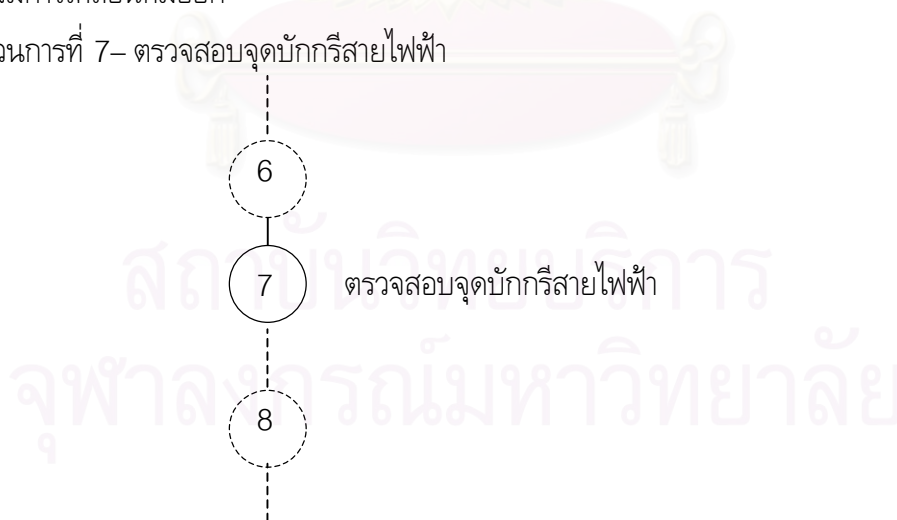 วนการที่ 7– ตรวจสอบจุดบักกรีสายไฟฟ้า
6
7 ตรวจสอบจุดบักกรีสายไฟฟ้า
8
สถาบันวิทยบริการ
จุฬาลงกรณ์มหาวิทยาลัย